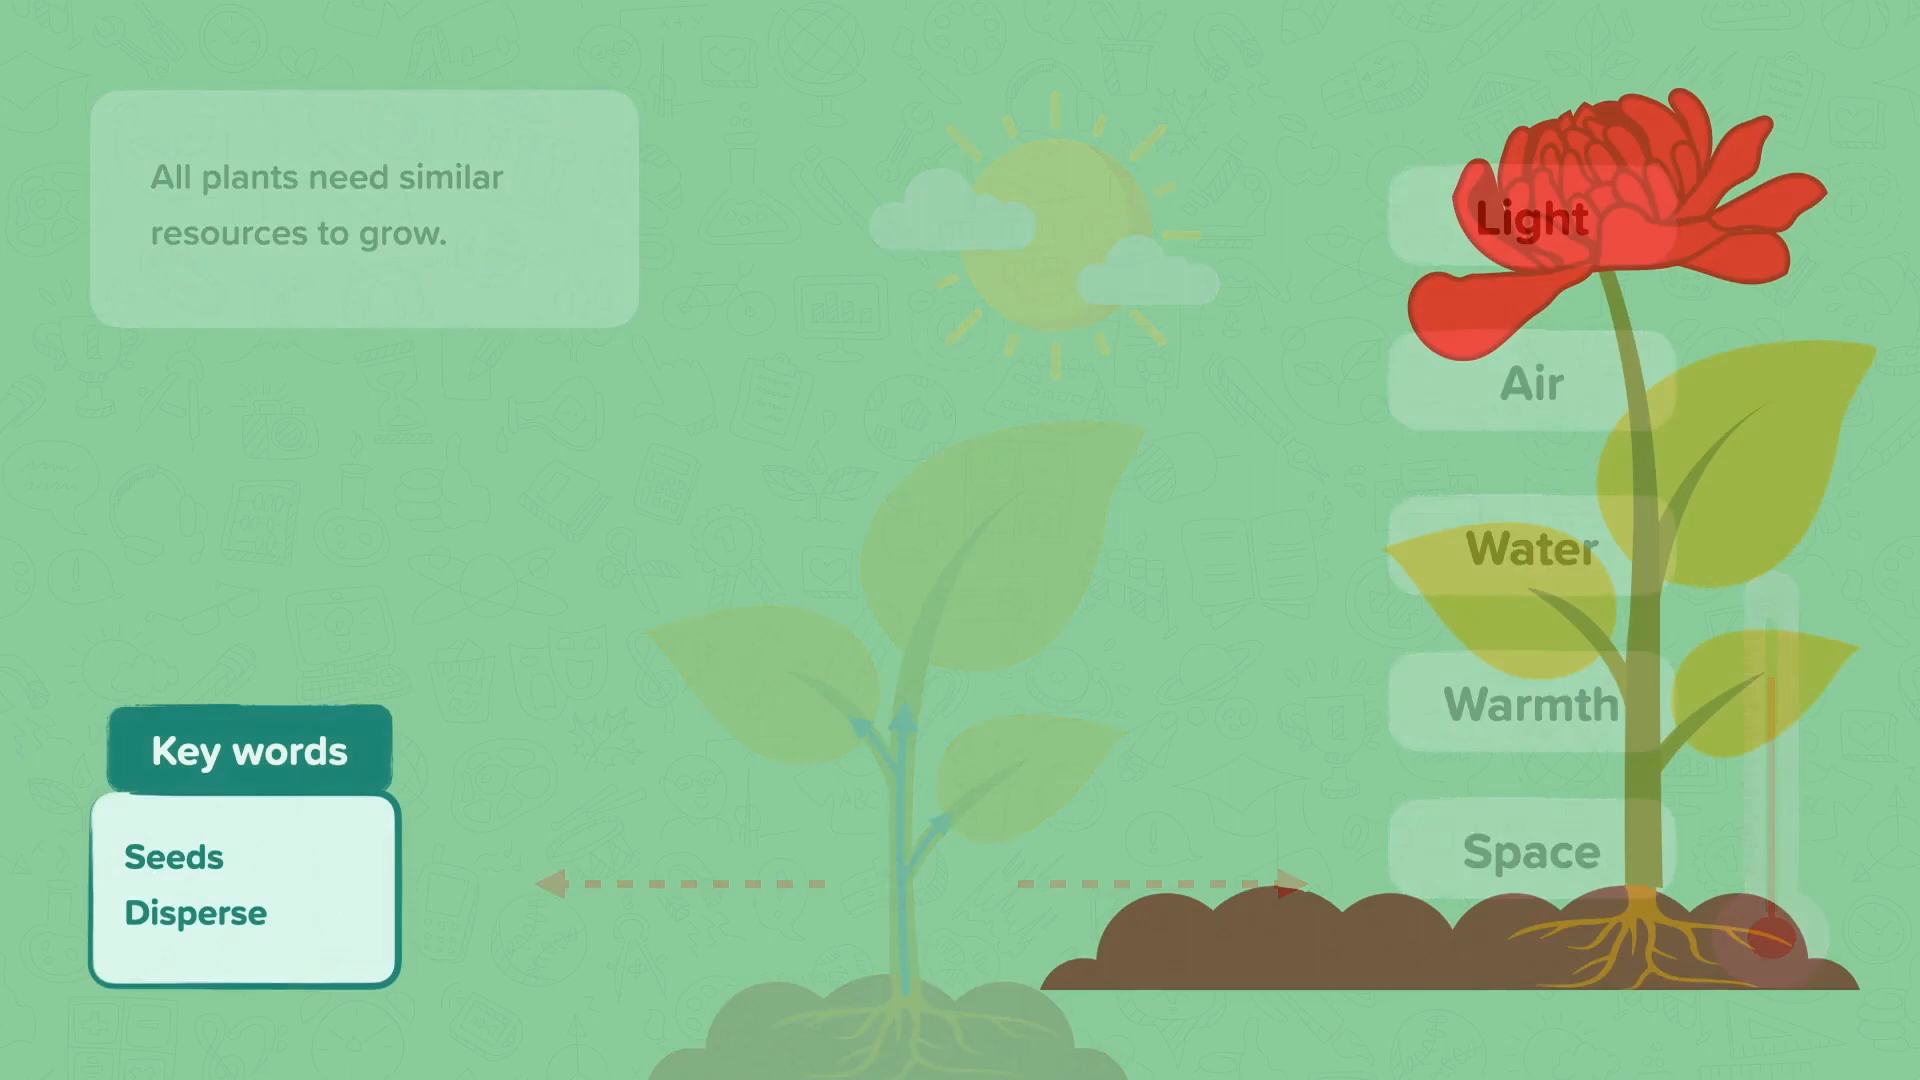 All plants need similar
resources to grow.
Light
Air
Water
Warmth
Space
Key words
Seeds
Disperse